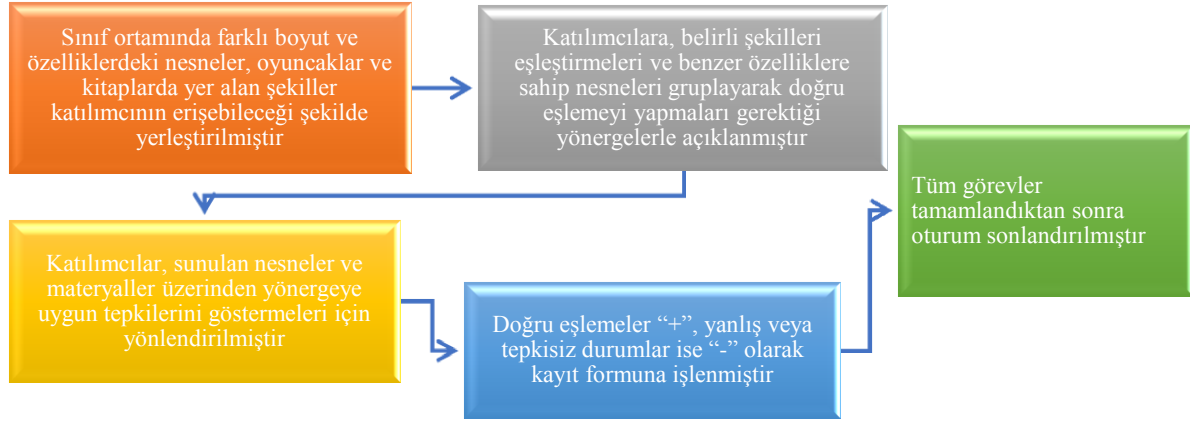 Sınıf ortamında farklı boyut ve
özelliklerdeki nesneler, oyuncaklar ve
kitaplarda yer alan şekiller
katılımcının erişebileceği şekilde
yerleştirilmiştir
Katılımcılara, belirli şekilleri
eşleştirmeleri ve benzer özelliklere
sahip nesneleri gruplayarak doğru
eşlemeyi yapmaları gerektiği
yönergelerle açıklanmıştır
Katılımcılar, sunulan nesneler ve
materyaller üzerinden yönergeye
uygun tepkilerini göstermeleri için
yönlendirilmiştir
Doğru eşlemeler “+”, yanlış veya
tepkisiz durumlar ise “-” olarak
kayıt formuna işlenmiştir
Tüm görevler
tamamlandıktan sonra
oturum sonlandırılmıştır